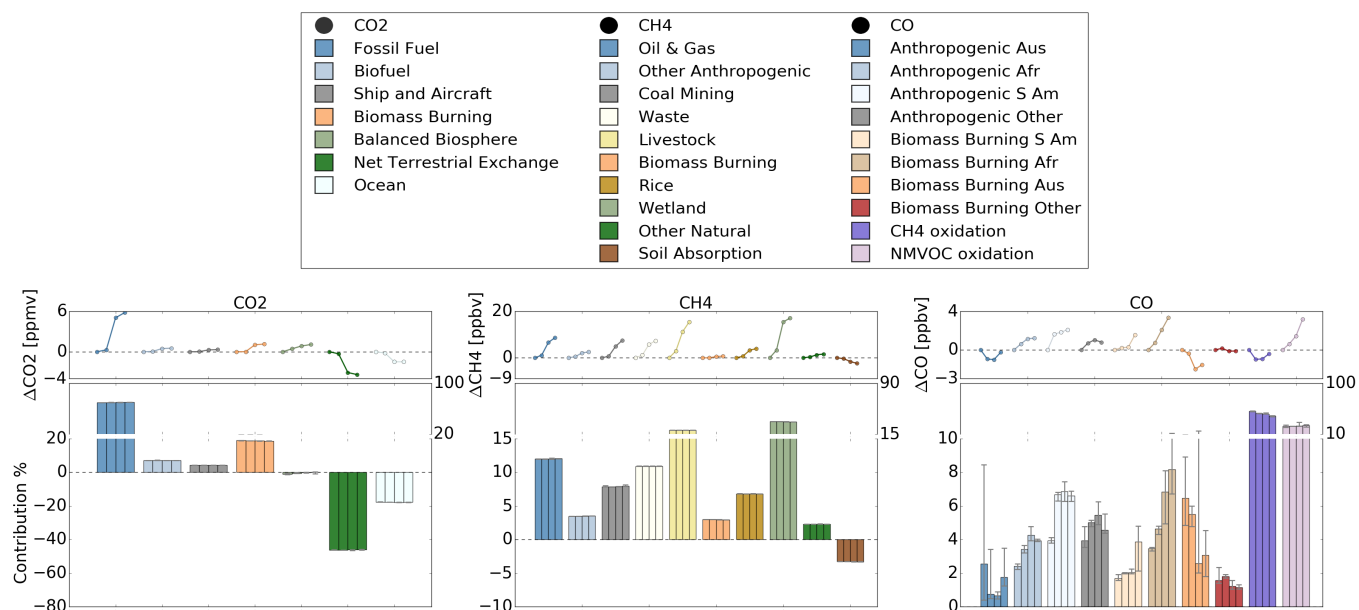 CO2
Fossil Fuel
Biofuel
Ship and Aircraft
Biomass Burning
Balanced Biosphere
Net Terrestrial Exchange
Ocean
CH4
Oil & Gas
Other Anthropogenic
Coal Mining
Waste
Livestock
Biomass Burning
Rice
Wetland
Other Natural
Soil Absorption
CO
Anthropogenic Aus
Anthropogenic Afr
Anthropogenic S Am
Anthropogenic Other
Biomass Burning S Am
Biomass Burning Afr
Biomass Burning Aus
Biomass Burning Other
CH4 oxidation
NMVOC oxidation
CO2
ΔCO2 [ppmv]
6
0
−4
100
20
Contribution %
20
0
−20
−40
−60
−80
CH4
ΔCH4 [ppbv]
20
0
−9
90
15
15
10
5
0
−5
−10
CO
ΔCO [ppbv]
4
0
−3
100
10
10
8
6
4
2
0